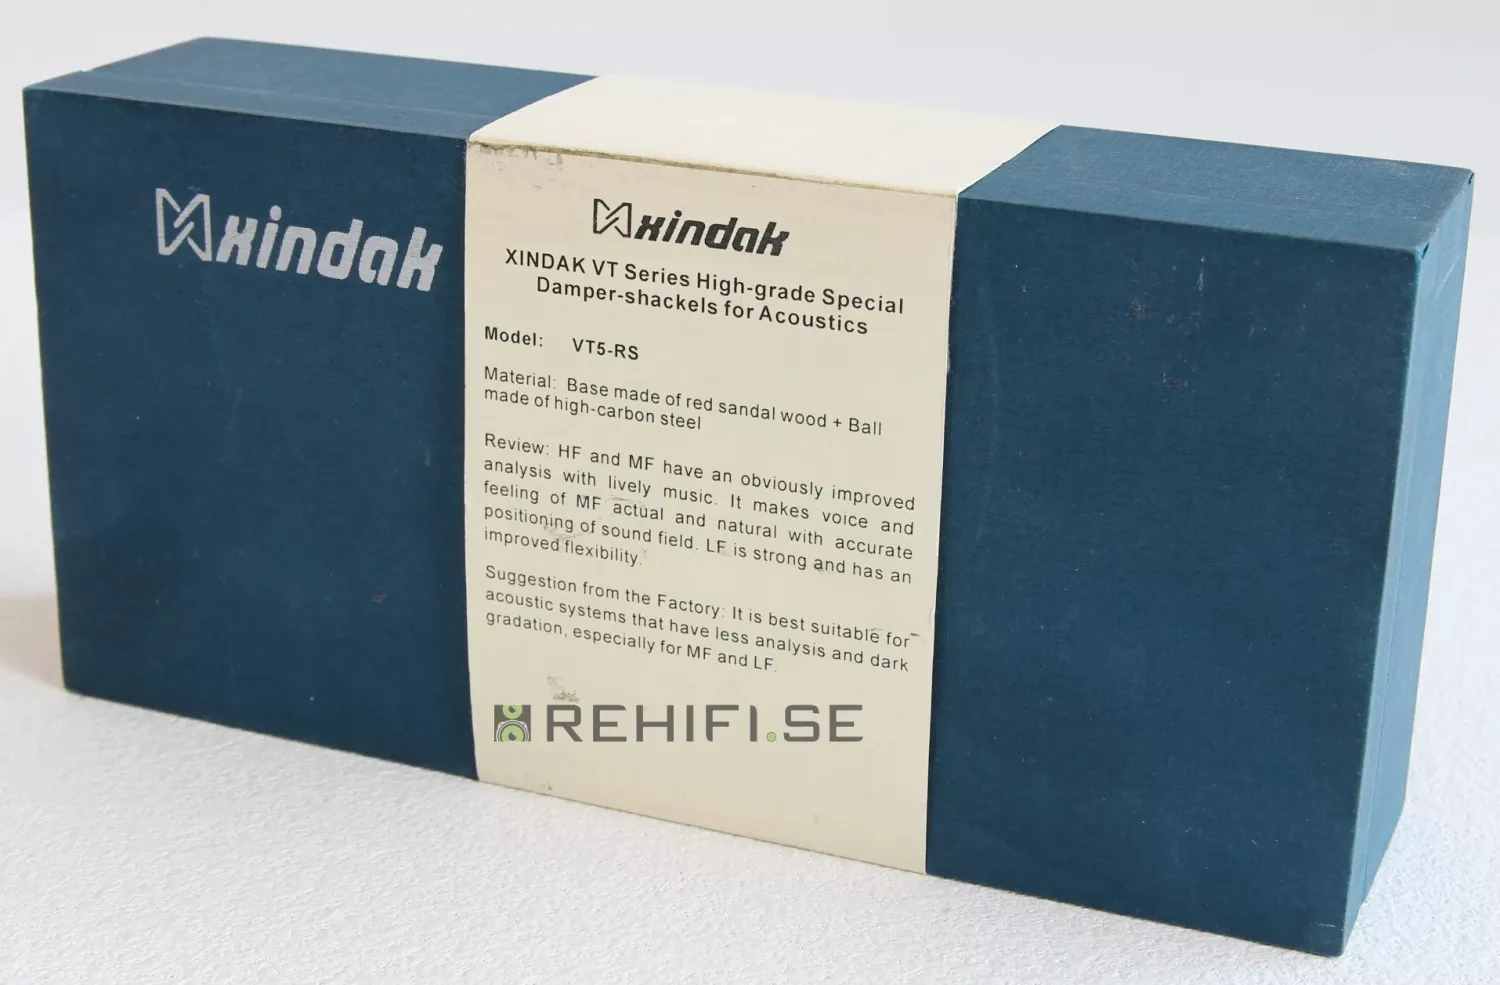 xindak
xindak
XINDAK VT Series High-grade Special
Damper-shackels for Acoustics
Model: VT5-RS
Material: Base made of red sandal wood + Ball
made of high-carbon steel
Review: HF and MF have an obviously improved
analysis with lively music. It makes voice and
feeling of MF actual and natural with accurate
positioning of sound field. LF is strong and has an
improved flexibility.
Suggestion from the Factory: It is best suitable for
acoustic systems that have less analysis and dark
gradation, especially for MF and LF.
REHIFI.SE